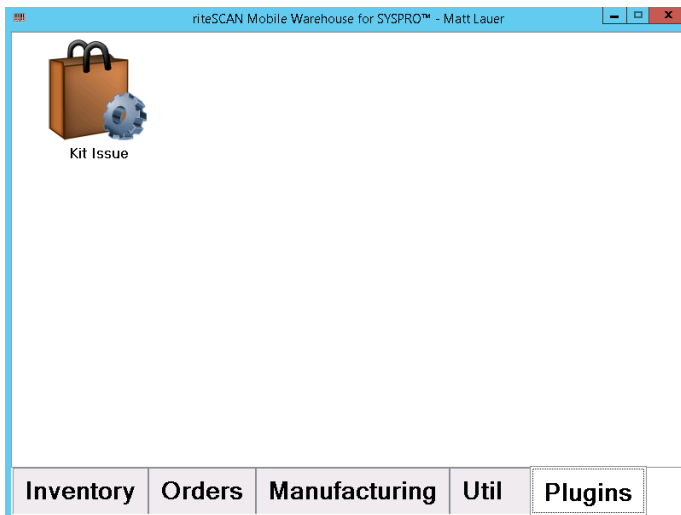 riteSCAN Mobile Warehouse for SYSPRO™ - Matt Lauer
Kit Issue
Inventory
Orders
Manufacturing
Util
Plugins